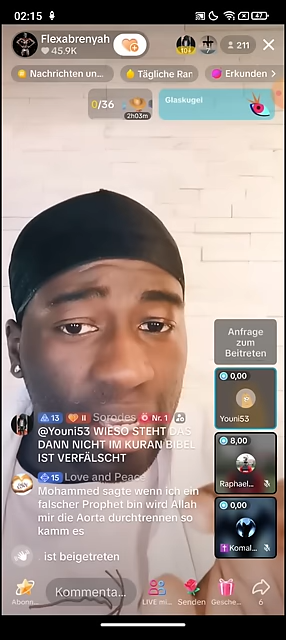 02:15
47
Flexabrenyah
45.9K
10+
211
Nachrichten un...
Tägliche Ran
Erkunden >
0/36
2h03m
Glaskugel
Anfrage
zum
Beitreten
0,00
Youni53
13 II Sorodes Nr. 1
@Youni53 WIESO STEHT DAS
DANN NICHT IM KURAN BIBEL
IST VERFÄLSCHT
8,00
Raphael...
15 Love and Peace
Mohammed sagte wenn ich ein
falscher Prophet bin wird Allah
mir die Aorta durchtrennen so
kamm es
0,00
Komal...
. ist beigetreten
Kommenta...
Abonn...
LIVE mi...
Senden
Gesche...
6